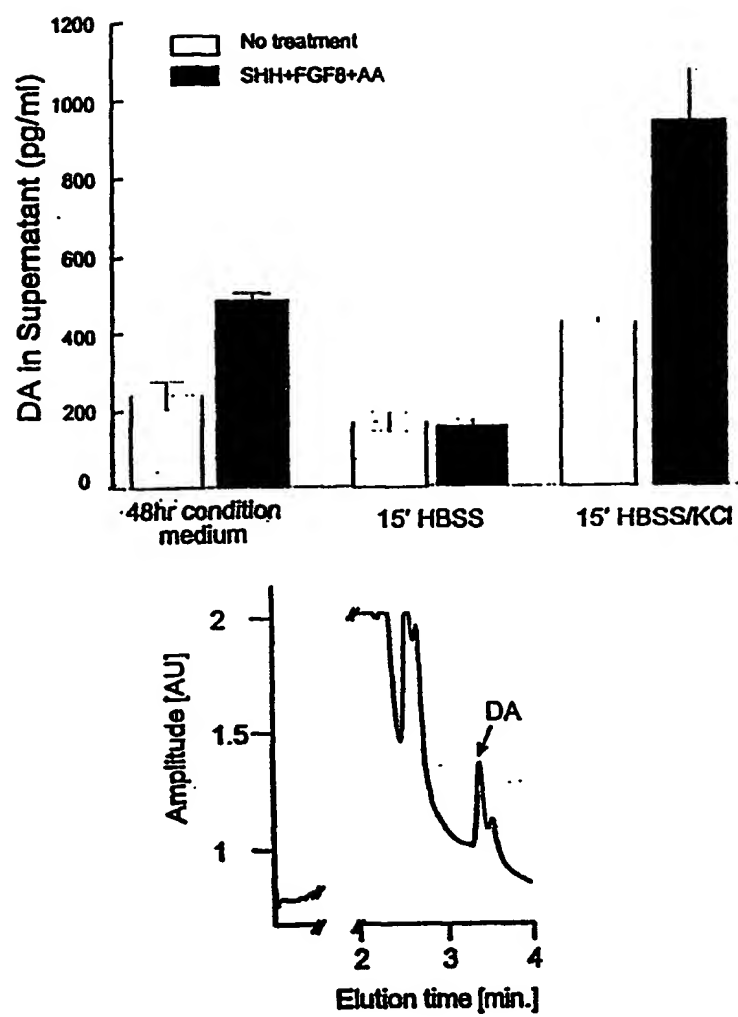 1200
1000
800
600
400
200
0
DA in Supernatant (pg/ml)
No treatment
SHH+FGF8+AA
48hr condition
medium
15' HBSS
15' HBSS/KCl
2
1.5
1
Amplitude [AU]
DA
2 3 4
Elution time [min.]